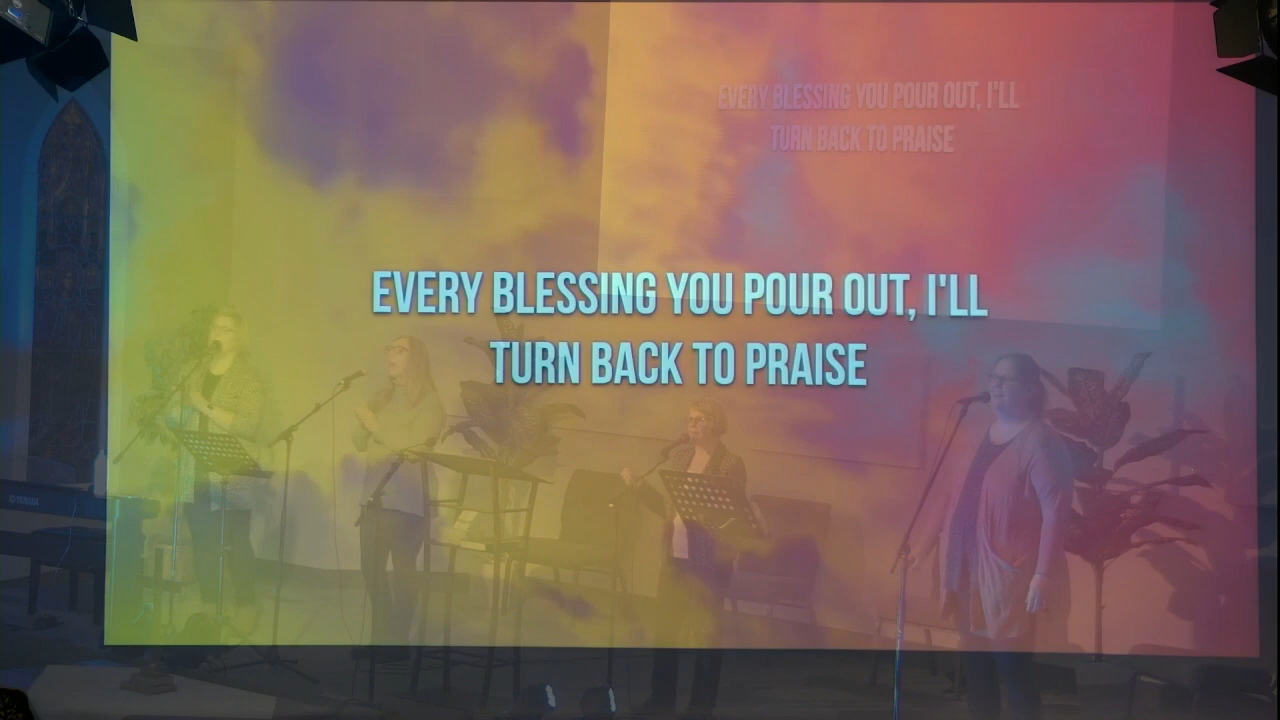 EVERY BLESSING YOU POUR OUT, I'LL
TURN BACK TO PRAISE
EVERY BLESSING YOU POUR OUT, I'LL
TURN BACK TO PRAISE
YAMAHA